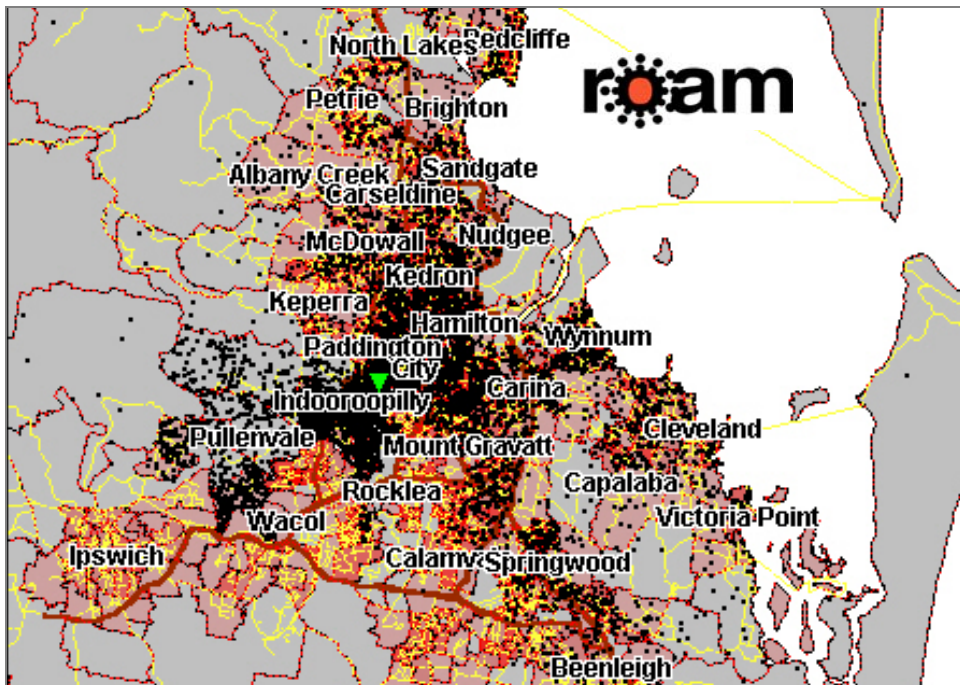 North Lakes
Redcliffe
roam
Petrie
Brighton
Albany Creek
Sandgate
Carseldine
McDowall
Nudgee
Kedron
Keperra
Hamilton
Paddington
Wynnum
City
Indooroopilly
Carina
Pullenvale
Mount Gravatt
Cleveland
Rocklea
Capalaba
Wacol
Victoria Point
Ipswich
Springwood
Beenleigh